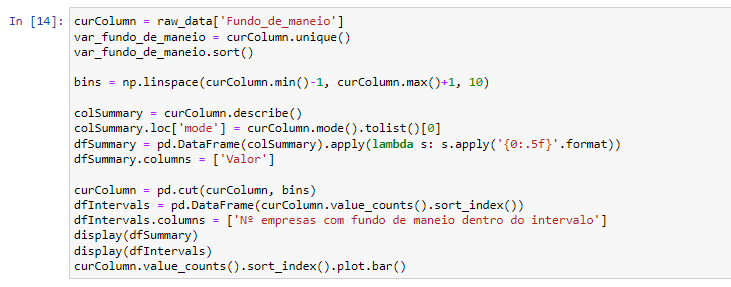 In [14]: curColumn = raw_data['Fundo_de_maneio']
var_fundo_de_maneio = curColumn.unique()
var_fundo_de_maneio.sort()
bins = np.linspace(curColumn.min()-1, curColumn.max()+1, 10)
colSummary = curColumn.describe()
colSummary.loc['mode'] = curColumn.mode().tolist()[0]
dfSummary = pd.DataFrame(colSummary).apply(lambda s: s.apply('{0:.5f}'.format))
dfSummary.columns = ['Valor']
curColumn = pd.cut(curColumn, bins)
dfIntervals = pd.DataFrame(curColumn.value_counts().sort_index())
dfIntervals.columns = ['Nº empresas com fundo de maneio dentro do intervalo']
display(dfSummary)
display(dfIntervals)
curColumn.value_counts().sort_index().plot.bar()